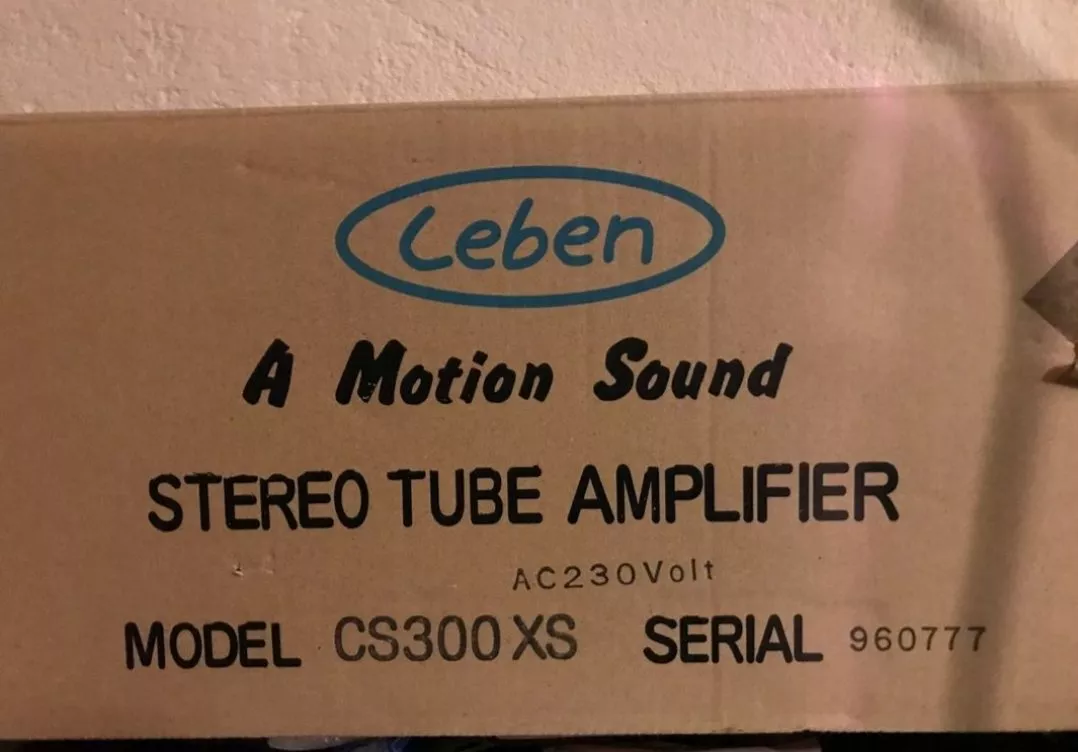 Leben
A Motion Sound
STEREO TUBE AMPLIFIER
AC230Volt
MODEL CS300XS SERIAL 960777